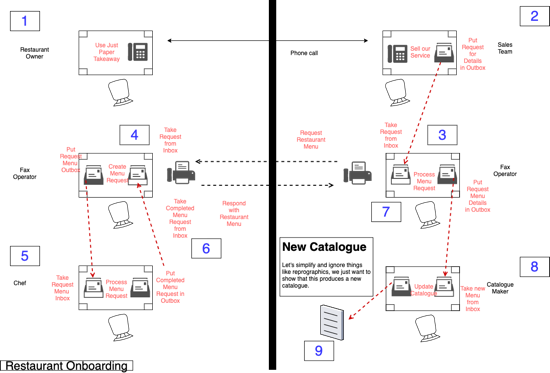 1
Restaurant
Owner
Use Just
Paper
Takeaway
Phone call
2
Sell our
Service
Put
Request
for
Details
in Outbox
Sales
Team
4
Put
Request
Menu
Outbox
Fax
Operator
Create
Menu
Request
Take
Request
from
Inbox
Request
Restaurant
Menu
Take
Request
from
Inbox
3
Process
Menu
Request
Fax
Operator
Put
Request
Menu
Details
in Outbox
Take
Completed
Menu
Request
from
Inbox
Respond
with
Restaurant
Menu
7
6
5
Take
Request
Menu
Inbox
Chef
Process
Menu
Request
Put
Completed
Menu
Request in
Outbox
New Catalogue
Let's simplify and ignore things
like reprographics, we just want to
show that this produces a new
catalogue.
8
Update
Catalogue
Take new
Menu
from
Inbox
Catalogue
Maker
9
Restaurant Onboarding